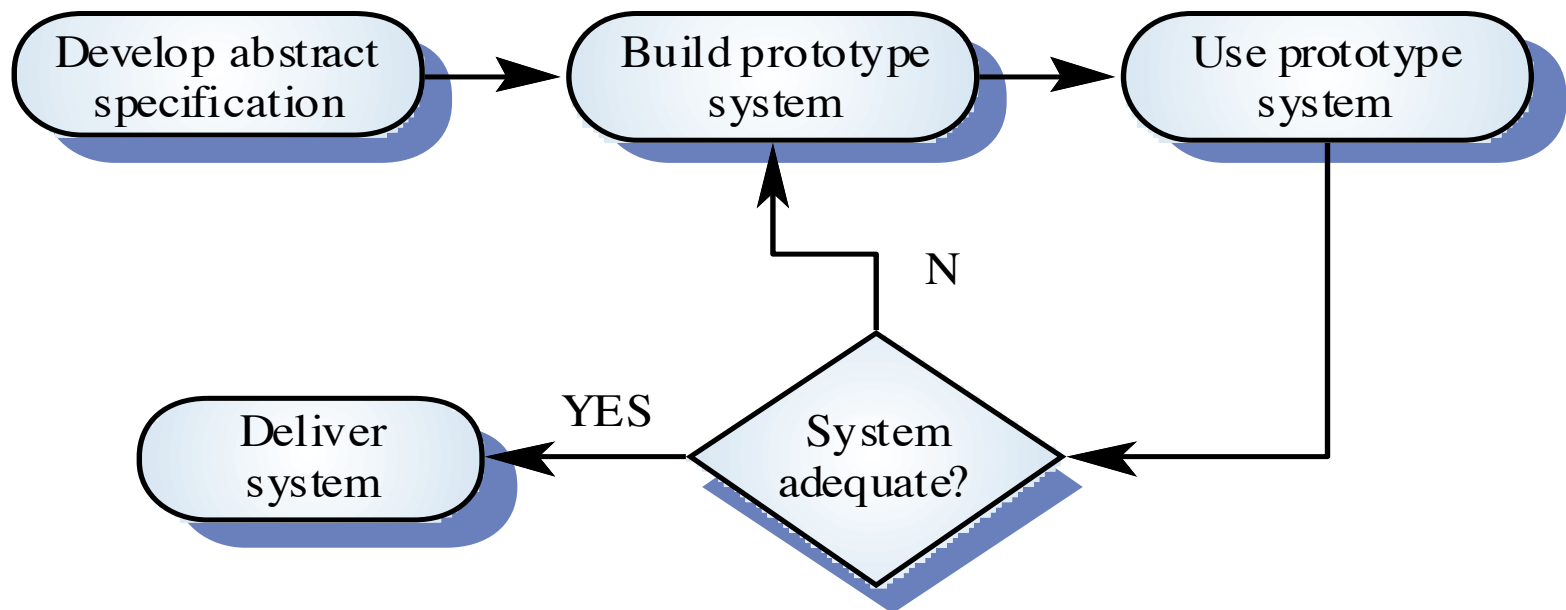 Develop abstract
specification
Build prototype
system
Use prototype
system
N
YES
Deliver
system
System
adequate?